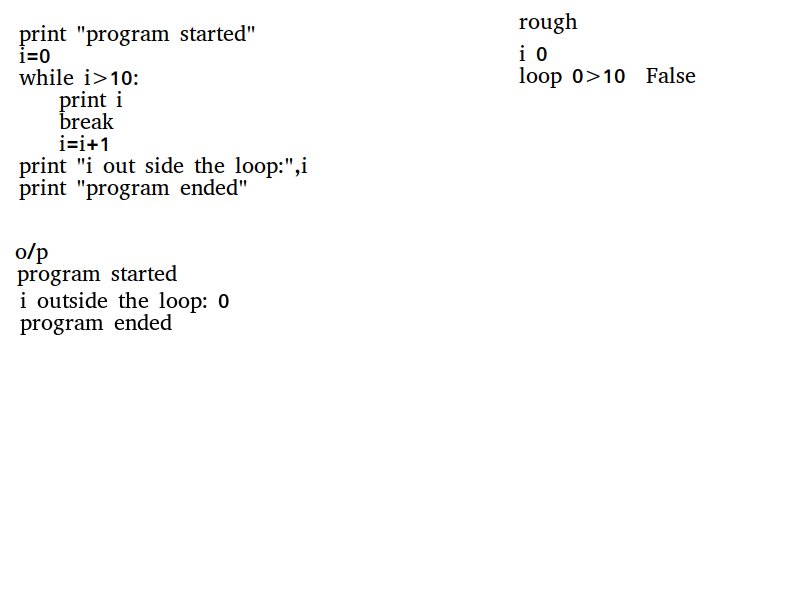 print "program started"
i=0
while i>10:
    print i
    break
    i=i+1
print "i out side the loop:",i
print "program ended"
rough
i 0
loop 0>10 False
o/p
program started
i outside the loop: 0
program ended